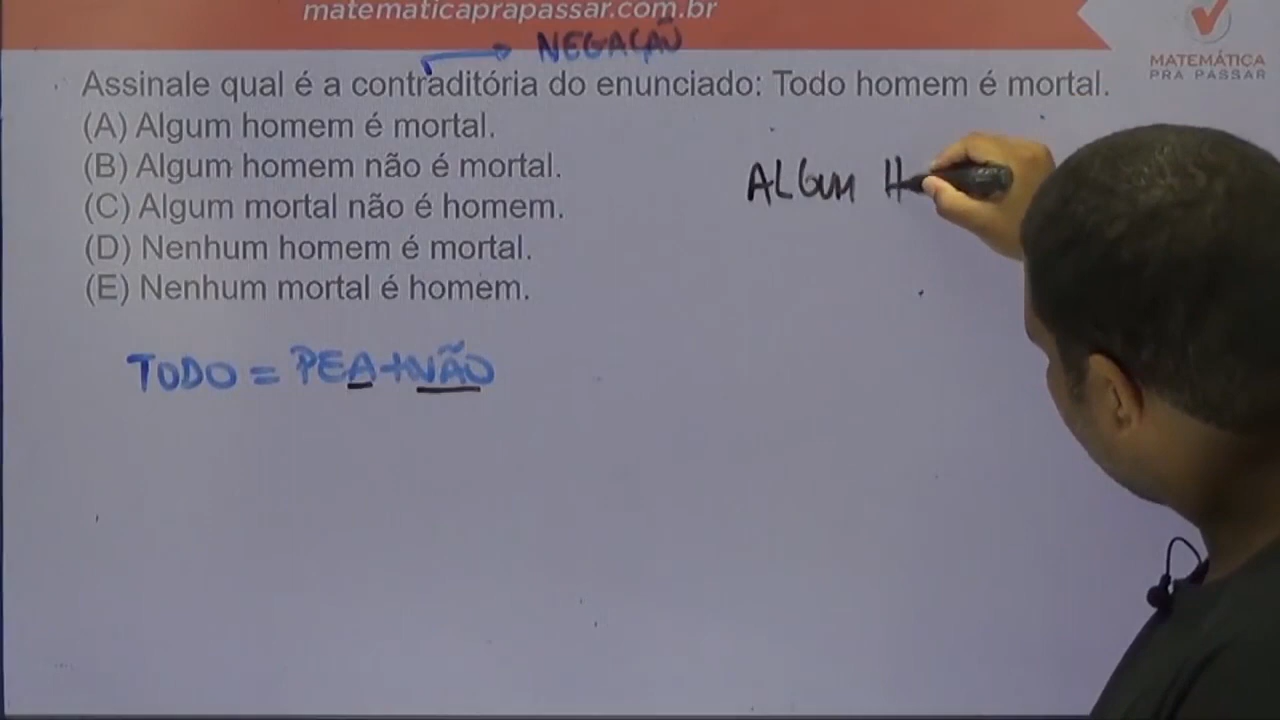 matematicaprapassar.com.br
MATEMÁTICA
PRA PASSAR
NEGAÇÃO
Assinale qual é a contraditória do enunciado: Todo homem é mortal.
(A) Algum homem é mortal.
(B) Algum homem não é mortal.
(C) Algum mortal não é homem.
(D) Nenhum homem é mortal.
(E) Nenhum mortal é homem.
ALGUM H
TODO = PEA+NÃO